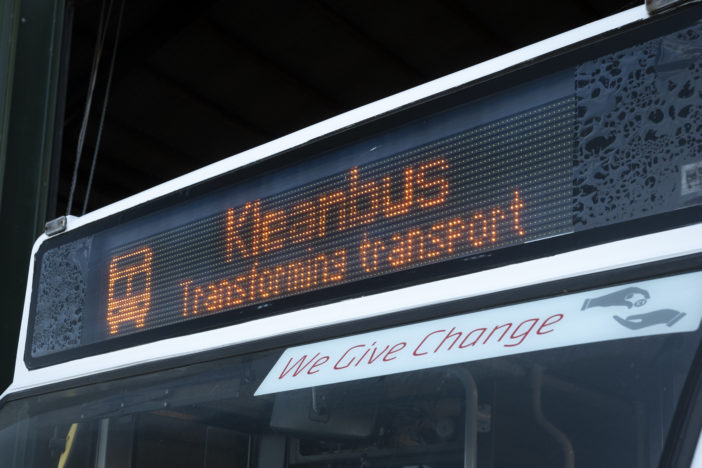 Kleanbus
Transforming transport
We Give Change